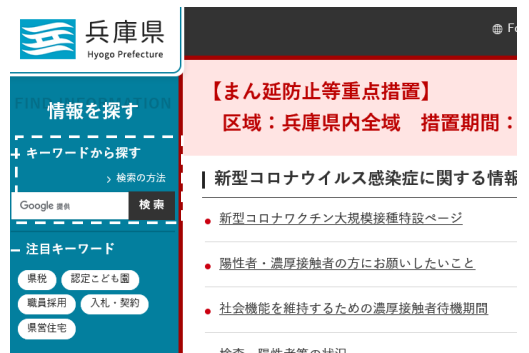 兵庫県
Hyogo Prefecture
情報を探す
キーワードから探す
検索の方法
Google 提供
検索
注目キーワード
県税
認定こども園
職員採用
入札・契約
県営住宅
【まん延防止等重点措置】
区域：兵庫県内全域 措置期間：
新型コロナウイルス感染症に関する情報
新型コロナワクチン大規模接種特設ページ
陽性者・濃厚接触者の方にお願いしたいこと
社会機能を維持するための濃厚接触者待機期間